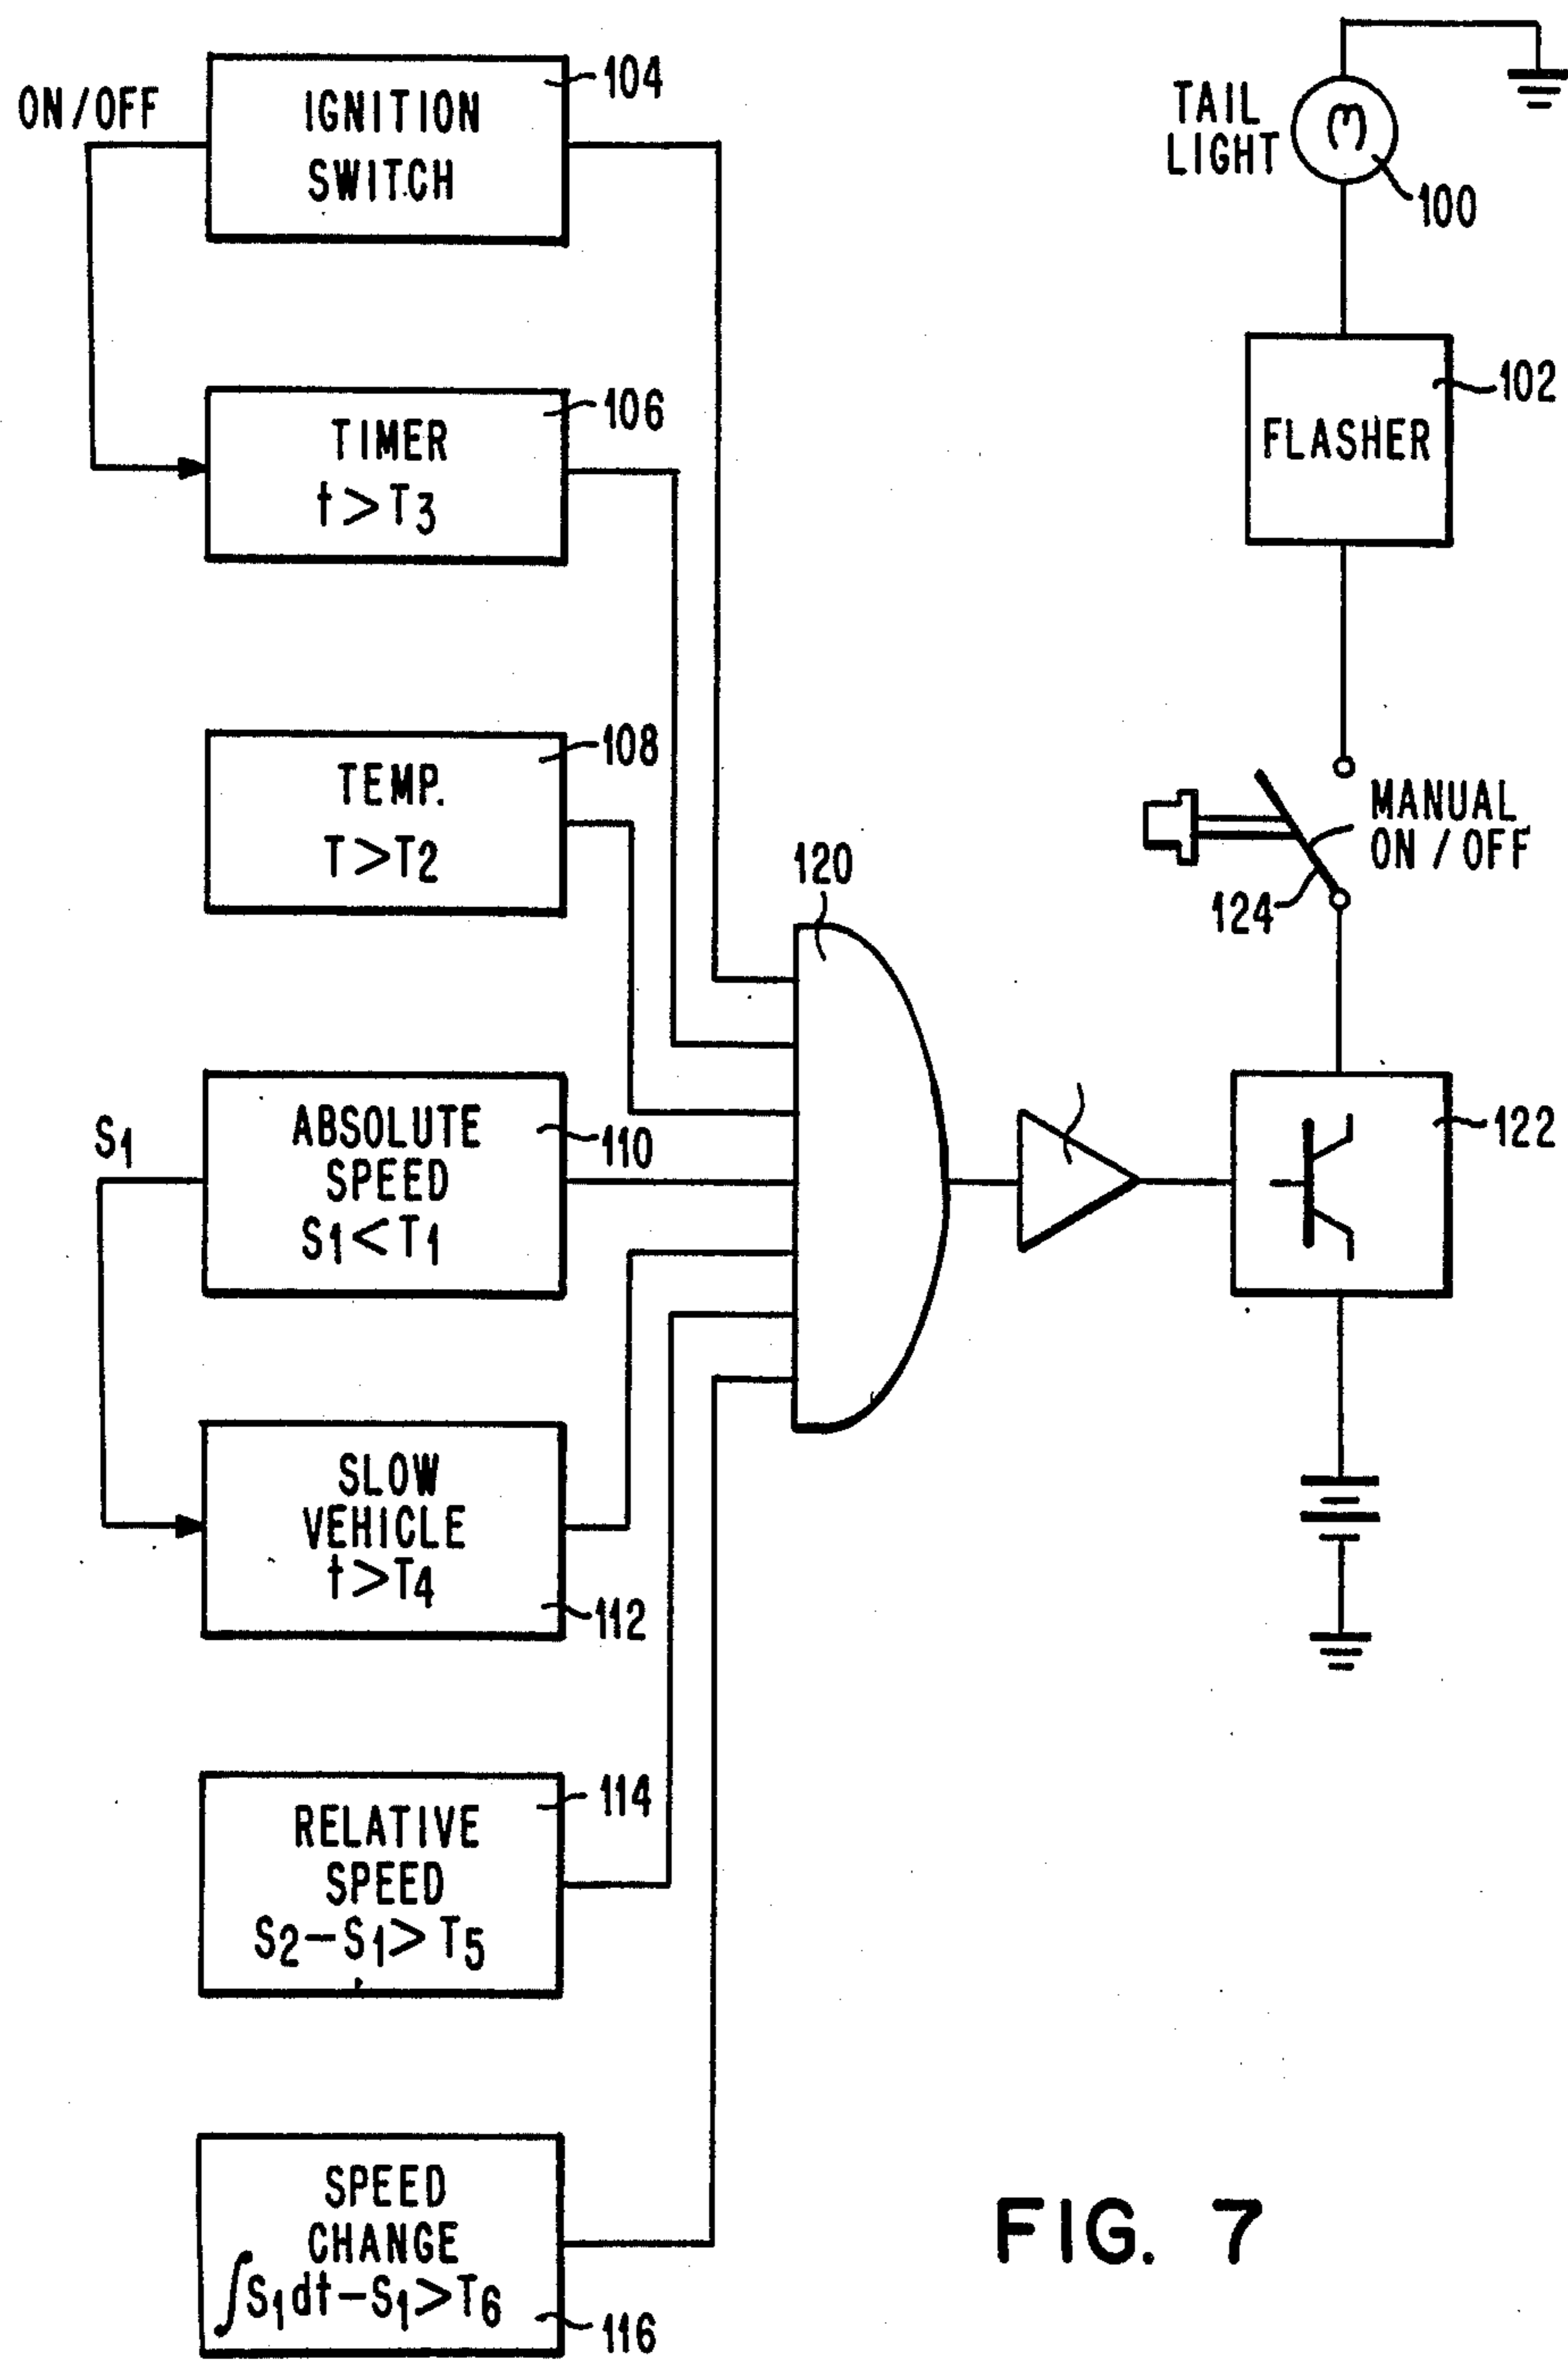 ON/OFF
IGNITION
SWITCH
104
TIMER
t>T3
106
TEMP.
T>T2
108
S1
ABSOLUTE
SPEED
S1<T1
110
SLOW
VEHICLE
t>T4
112
RELATIVE
SPEED
S2-S1>T5
114
SPEED
CHANGE
∫S1dt-S1>T6
116
120
TAIL
LIGHT
100
FLASHER
102
MANUAL
ON/OFF
124
122
FIG. 7